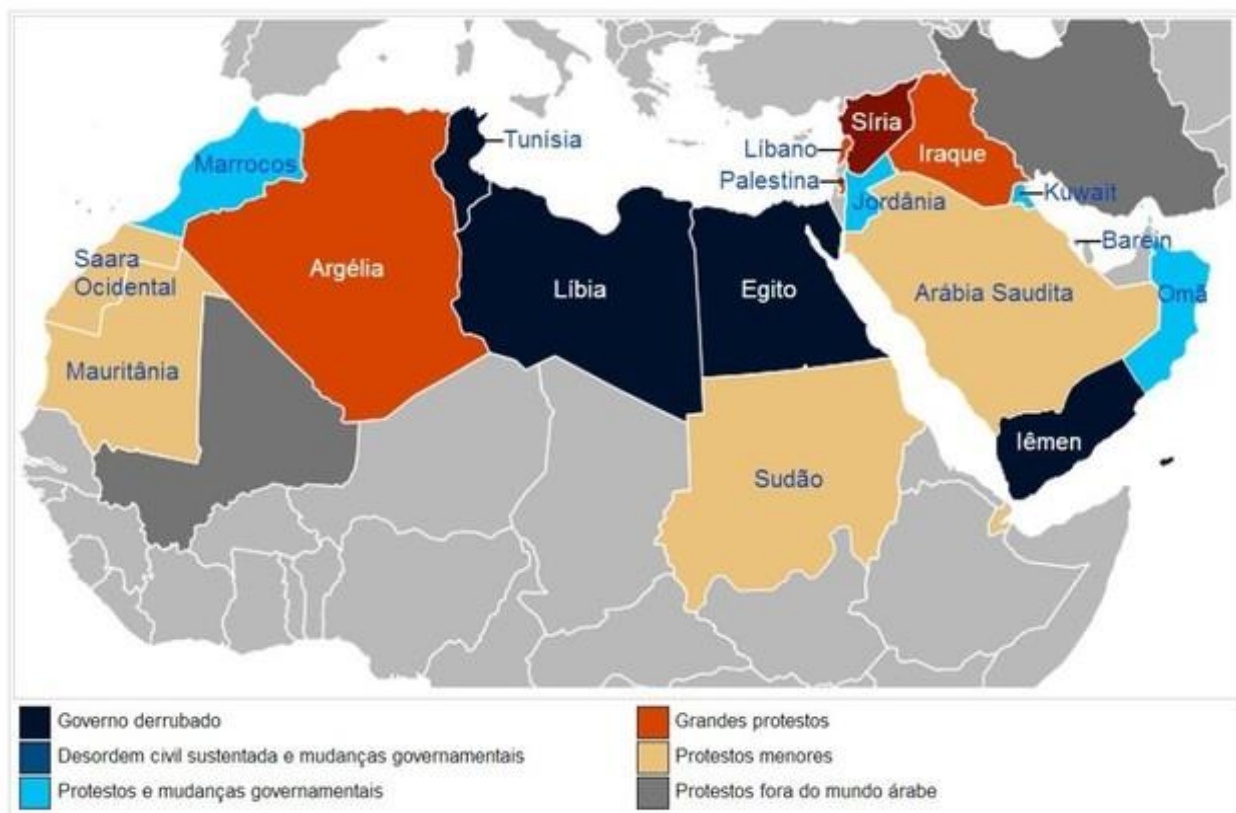 Marrocos
Tunísia
Síria
Líbano
Iraque
Palestina
Jordânia
Kuwait
Barein
Saara
Ocidental
Argélia
Líbia
Egito
Arábia Saudita
Omã
Mauritânia
Iêmen
Sudão
Governo derrubado
Desordem civil sustentada e mudanças governamentais
Protestos e mudanças governamentais
Grandes protestos
Protestos menores
Protestos fora do mundo árabe